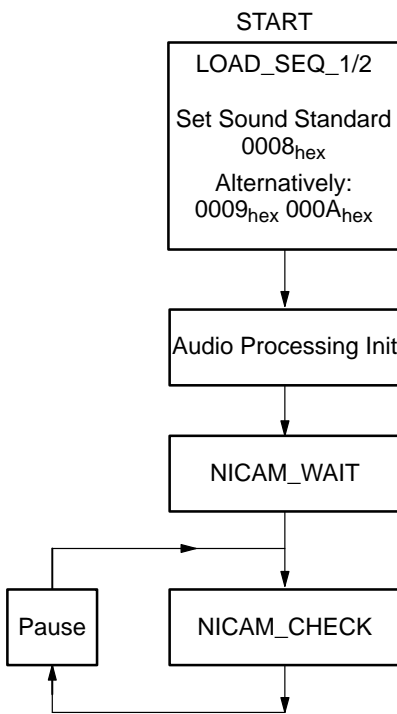 START
LOAD_SEQ_1/2
Set Sound Standard
0008hex
Alternatively:
0009hex 000Ahex
Audio Processing Init
NICAM_WAIT
Pause
NICAM_CHECK